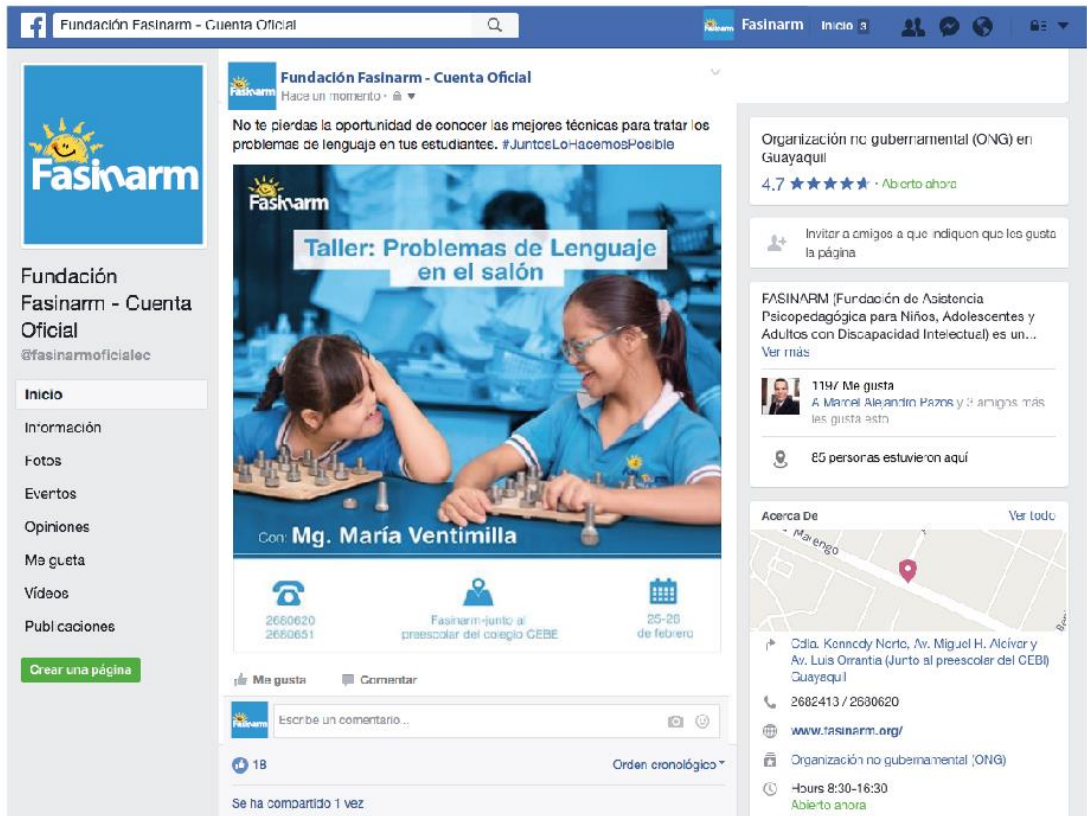 Fundación Fasinarm - Cuenta Oficial
Fasinarm
Fasinarm
Inicio 3
Fasinarm
Fundación
Fasinarm - Cuenta
Oficial
@fasinarmoficialec
Inicio
Información
Fotos
Eventos
Opiniones
Me gusta
Vídeos
Publicaciones
Crear una página
Fasinarm
Fundación Fasinarm - Cuenta Oficial
Hace un momento
No te pierdas la oportunidad de conocer las mejores técnicas para tratar los
problemas de lenguaje en tus estudiantes. #JuntosLoHacemosPosible
Fasinarm
Taller: Problemas de Lenguaje
en el salón
Con: Mg. María Ventimilla
2680620
2680651
Fasinarm-junto al
preescolar del colegio CEBE
25-26
de febrero
Me gusta
Comentar
Fasinarm
Escribe un comentario...
18
Orden cronológico
Se ha compartido 1 vez
Organización no gubernamental (ONG) en
Guayaquil
4.7 ★★★★★ · Abierto ahora
Invitar a amigos a que indiquen que les gusta
la página
FASINARM (Fundación de Asistencia
Psicopedagógica para Niños, Adolescentes y
Adultos con Discapacidad Intelectual) es un...
Ver más
1197 Me gusta
A Marcel Alejandro Pazos y 3 amigos más
les gusta esto
85 personas estuvieron aquí
Acerca De
Ver todo
Marengo
Cdla. Kennedy Norte, Av. Miguel H. Alcívar y
Av. Luis Orrantia (Junto al preescolar del CEBI)
Guayaquil
2682413 / 2680620
www.fasinarm.org/
Organización no gubernamental (ONG)
Hours 8:30-16:30
Abierto ahora